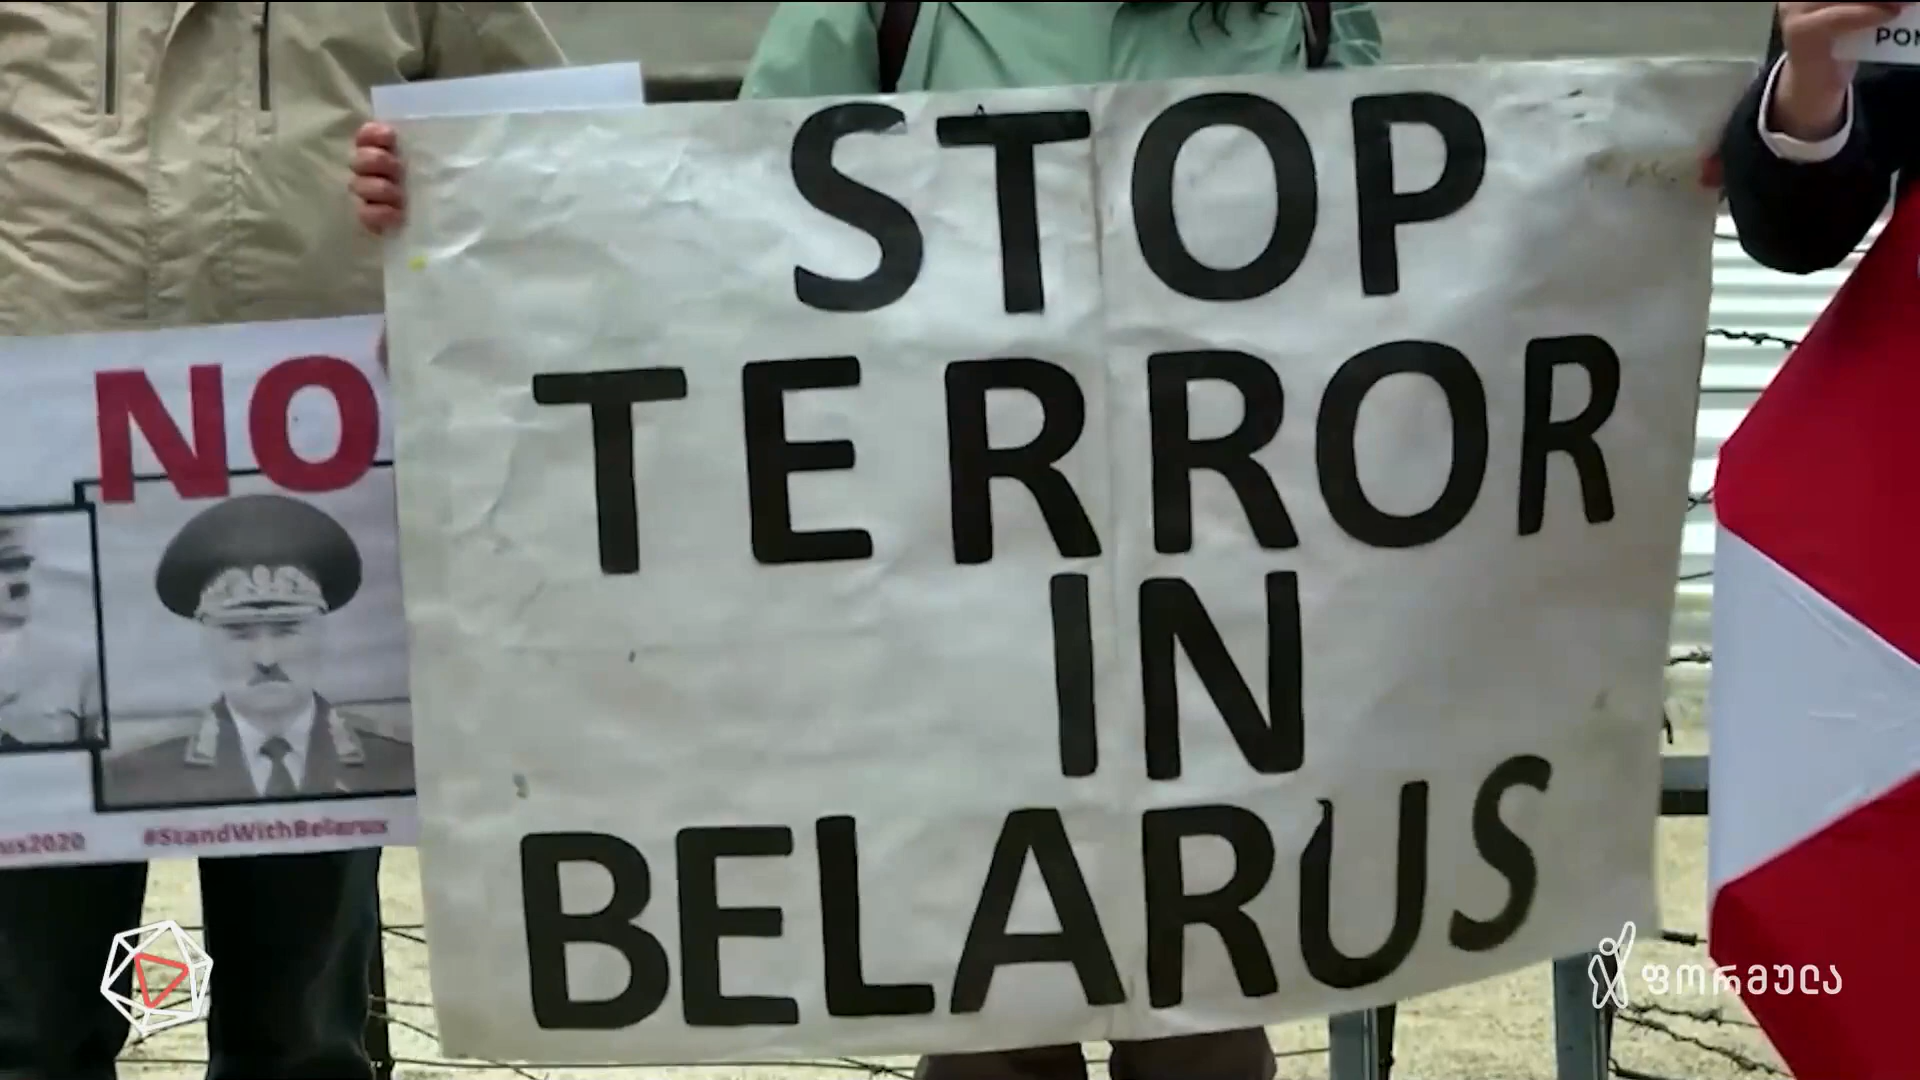 STOP
TERROR
IN
BELARUS
NO
us2020 #StandWithBelarus
ფორმულა